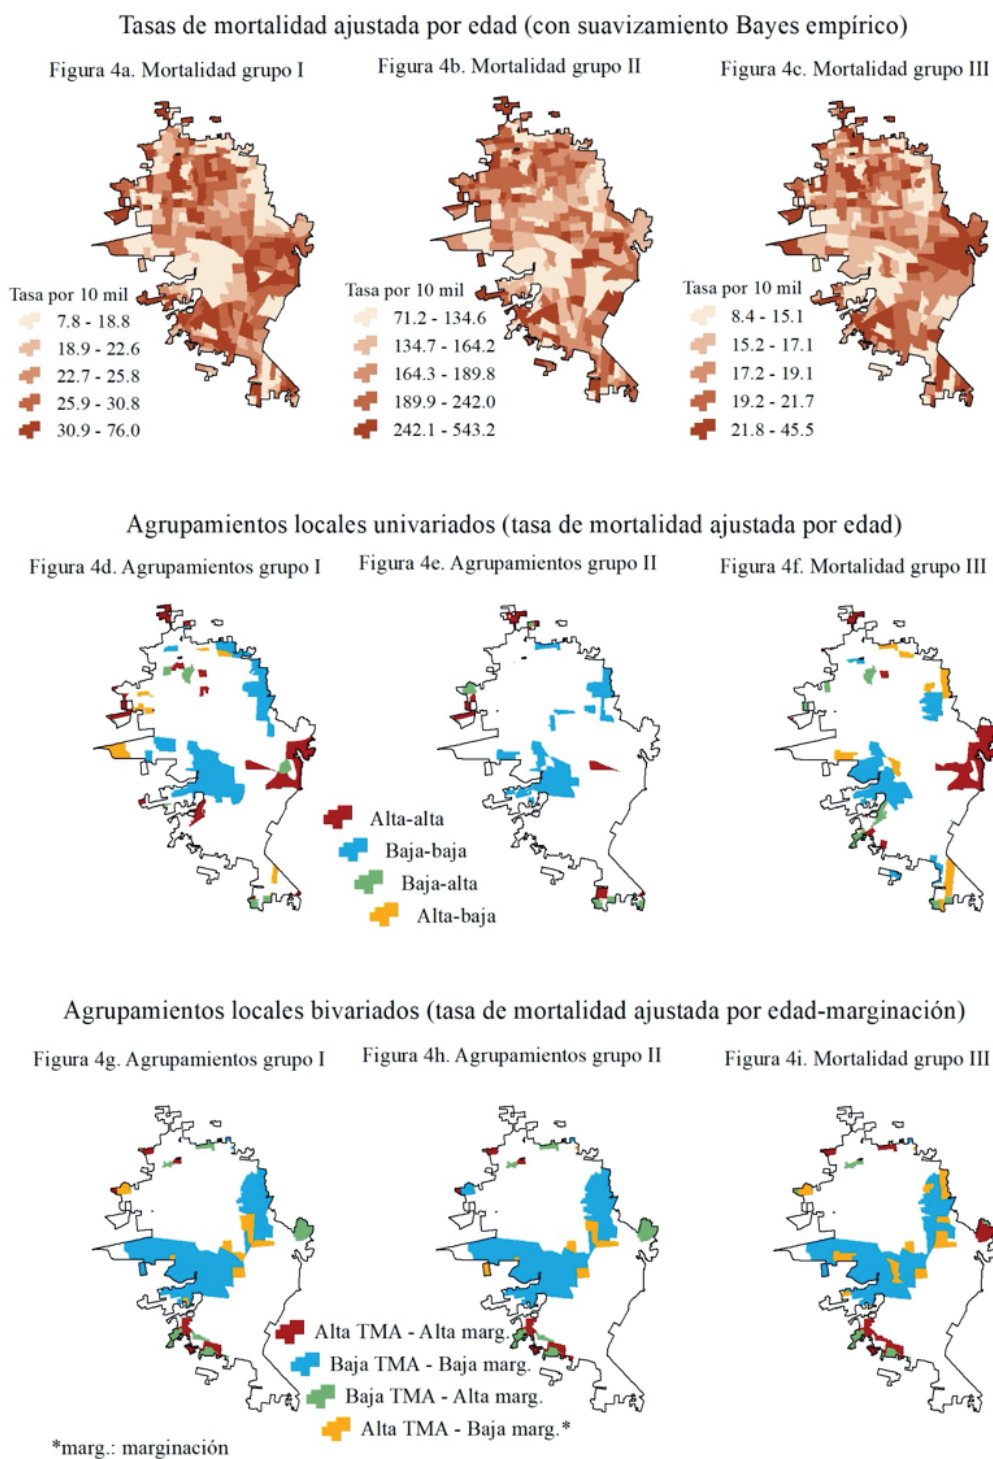 Tasas de mortalidad ajustada por edad (con suavizamiento Bayes empírico)
Figura 4a. Mortalidad grupo I
Figura 4b. Mortalidad grupo II
Figura 4c. Mortalidad grupo III
Tasa por 10 mil
7.8 - 18.8
18.9 - 22.6
22.7 - 25.8
25.9 - 30.8
30.9 - 76.0
Tasa por 10 mil
71.2 - 134.6
134.7 - 164.2
164.3 - 189.8
189.9 - 242.0
242.1 - 543.2
Tasa por 10 mil
8.4 - 15.1
15.2 - 17.1
17.2 - 19.1
19.2 - 21.7
21.8 - 45.5
Agrupamientos locales univariados (tasa de mortalidad ajustada por edad)
Figura 4d. Agrupamientos grupo I
Figura 4e. Agrupamientos grupo II
Figura 4f. Mortalidad grupo III
Alta-alta
Baja-baja
Baja-alta
Alta-baja
Agrupamientos locales bivariados (tasa de mortalidad ajustada por edad-marginación)
Figura 4g. Agrupamientos grupo I
Figura 4h. Agrupamientos grupo II
Figura 4i. Mortalidad grupo III
Alta TMA - Alta marg.
Baja TMA - Baja marg.
Baja TMA - Alta marg.
Alta TMA - Baja marg.*
*marg.: marginación